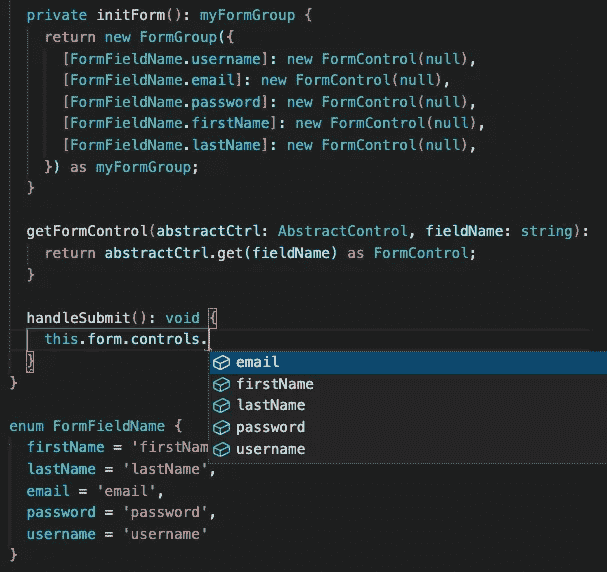 private initForm(): myFormGroup {
return new FormGroup({
[FormFieldName.username]: new FormControl(null),
[FormFieldName.email]: new FormControl(null),
[FormFieldName.password]: new FormControl(null),
[FormFieldName.firstName]: new FormControl(null),
[FormFieldName.lastName]: new FormControl(null),
}) as myFormGroup;
}
getFormControl(abstractCtrl: AbstractControl, fieldName: string):
return abstractCtrl.get(fieldName) as FormControl;
}
handleSubmit(): void {
this.form.controls.
}
email
firstName
lastName
password
username
}
enum FormFieldName {
firstName = 'firstNam
lastName = 'lastName',
email = 'email',
password = 'password',
username = 'username'
}